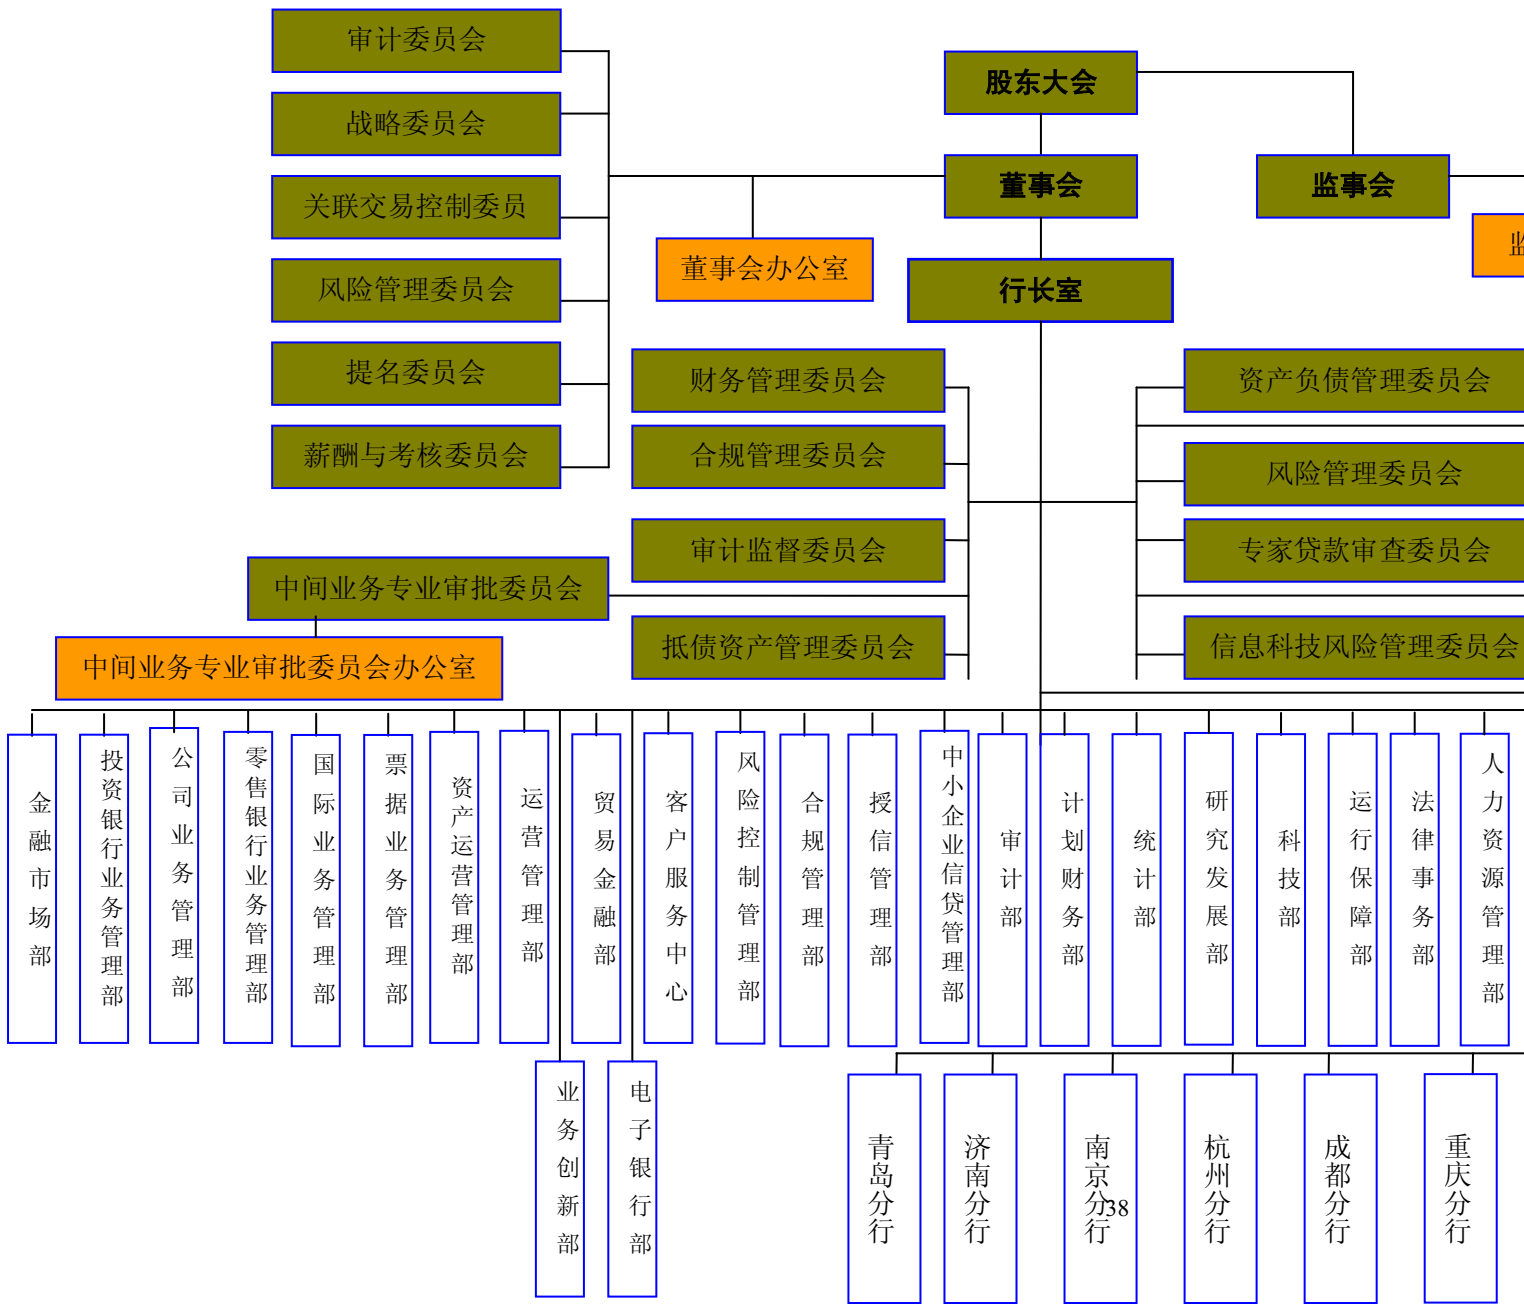 审计委员会
股东大会
战略委员会
董事会
监事会
关联交易控制委员
监
董事会办公室
风险管理委员会
行长室
提名委员会
财务管理委员会
资产负债管理委员会
薪酬与考核委员会
合规管理委员会
风险管理委员会
审计监督委员会
专家贷款审查委员会
中间业务专业审批委员会
抵债资产管理委员会
信息科技风险管理委员会
中间业务专业审批委员会办公室
金融市场部
投资银行业务管理部
公司业务管理部
零售银行业务管理部
国际业务管理部
票据业务管理部
资产运营管理部
运营管理部
贸易金融部
客户服务中心
风险控制管理部
合规管理部
授信管理部
中小企业信贷管理部
审计部
计划财务部
统计部
研究发展部
科技部
运行保障部
法律事务部
人力资源管理部
业务创新部
电子银行部
青岛分行
济南分行
南京分行
杭州分行
成都分行
重庆分行
38